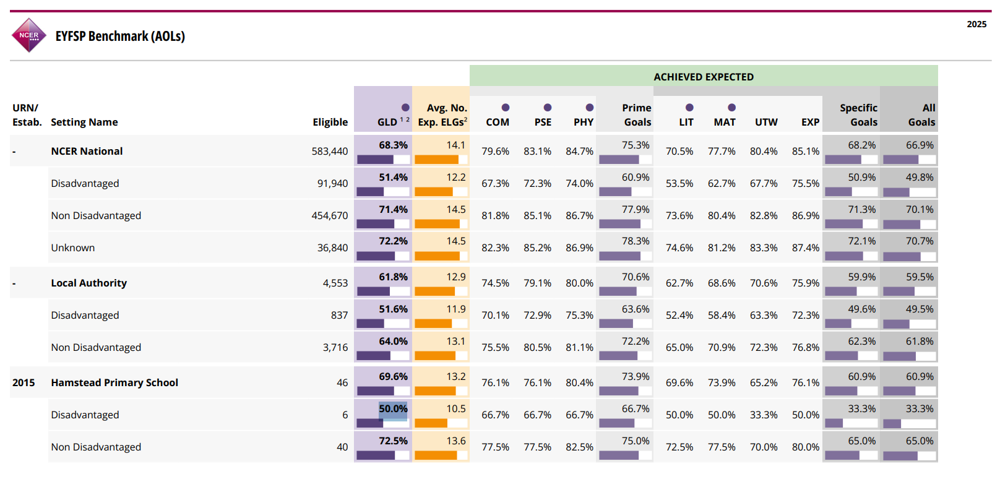 2025
NCER
EYFSP Benchmark (AOLs)
ACHIEVED EXPECTED
URN/ Estab. Setting Name Eligible GLD 1 2 Avg. No. Exp. ELGs2 COM PSE PHY Prime Goals LIT MAT UTW EXP Specific Goals All Goals
- NCER National 583,440 68.3% 14.1 79.6% 83.1% 84.7% 75.3% 70.5% 77.7% 80.4% 85.1% 68.2% 66.9%
Disadvantaged 91,940 51.4% 12.2 67.3% 72.3% 74.0% 60.9% 53.5% 62.7% 67.7% 75.5% 50.9% 49.8%
Non Disadvantaged 454,670 71.4% 14.5 81.8% 85.1% 86.7% 77.9% 73.6% 80.4% 82.8% 86.9% 71.3% 70.1%
Unknown 36,840 72.2% 14.5 82.3% 85.2% 86.9% 78.3% 74.6% 81.2% 83.3% 87.4% 72.1% 70.7%
- Local Authority 4,553 61.8% 12.9 74.5% 79.1% 80.0% 70.6% 62.7% 68.6% 70.6% 75.9% 59.9% 59.5%
Disadvantaged 837 51.6% 11.9 70.1% 72.9% 75.3% 63.6% 52.4% 58.4% 63.3% 72.3% 49.6% 49.5%
Non Disadvantaged 3,716 64.0% 13.1 75.5% 80.5% 81.1% 72.2% 65.0% 70.9% 72.3% 76.8% 62.3% 61.8%
2015 Hamstead Primary School 46 69.6% 13.2 76.1% 76.1% 80.4% 73.9% 69.6% 73.9% 65.2% 76.1% 60.9% 60.9%
Disadvantaged 6 50.0% 10.5 66.7% 66.7% 66.7% 66.7% 50.0% 50.0% 33.3% 50.0% 33.3% 33.3%
Non Disadvantaged 40 72.5% 13.6 77.5% 77.5% 82.5% 75.0% 72.5% 77.5% 70.0% 80.0% 65.0% 65.0%